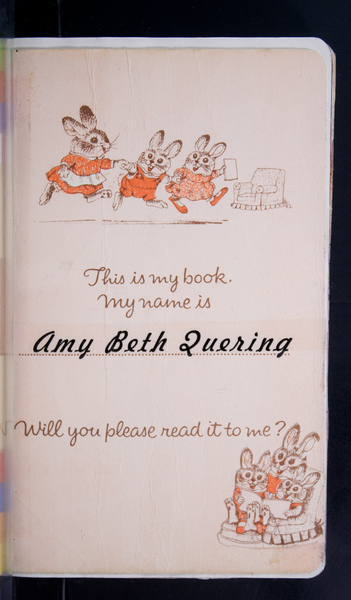 This is my book.
My name is
Amy Beth Quering
Will you please read it to me?